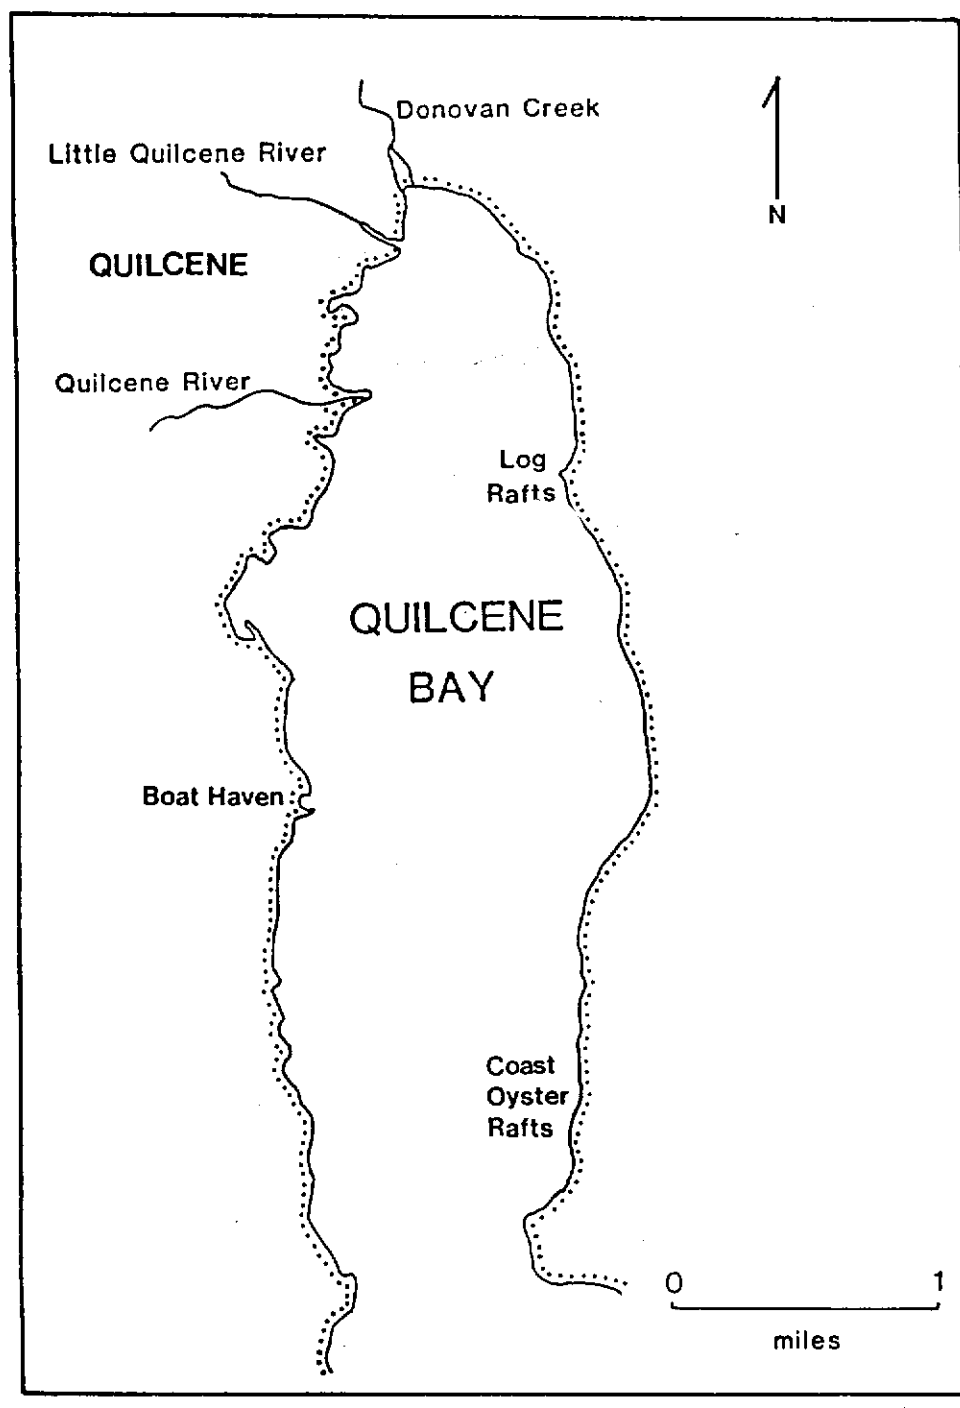 Donovan Creek
Little Quilcene River
N
QUILCENE
Quilcene River
Log
Rafts
QUILCENE
BAY
Boat Haven
Coast
Oyster
Rafts
0 1
miles